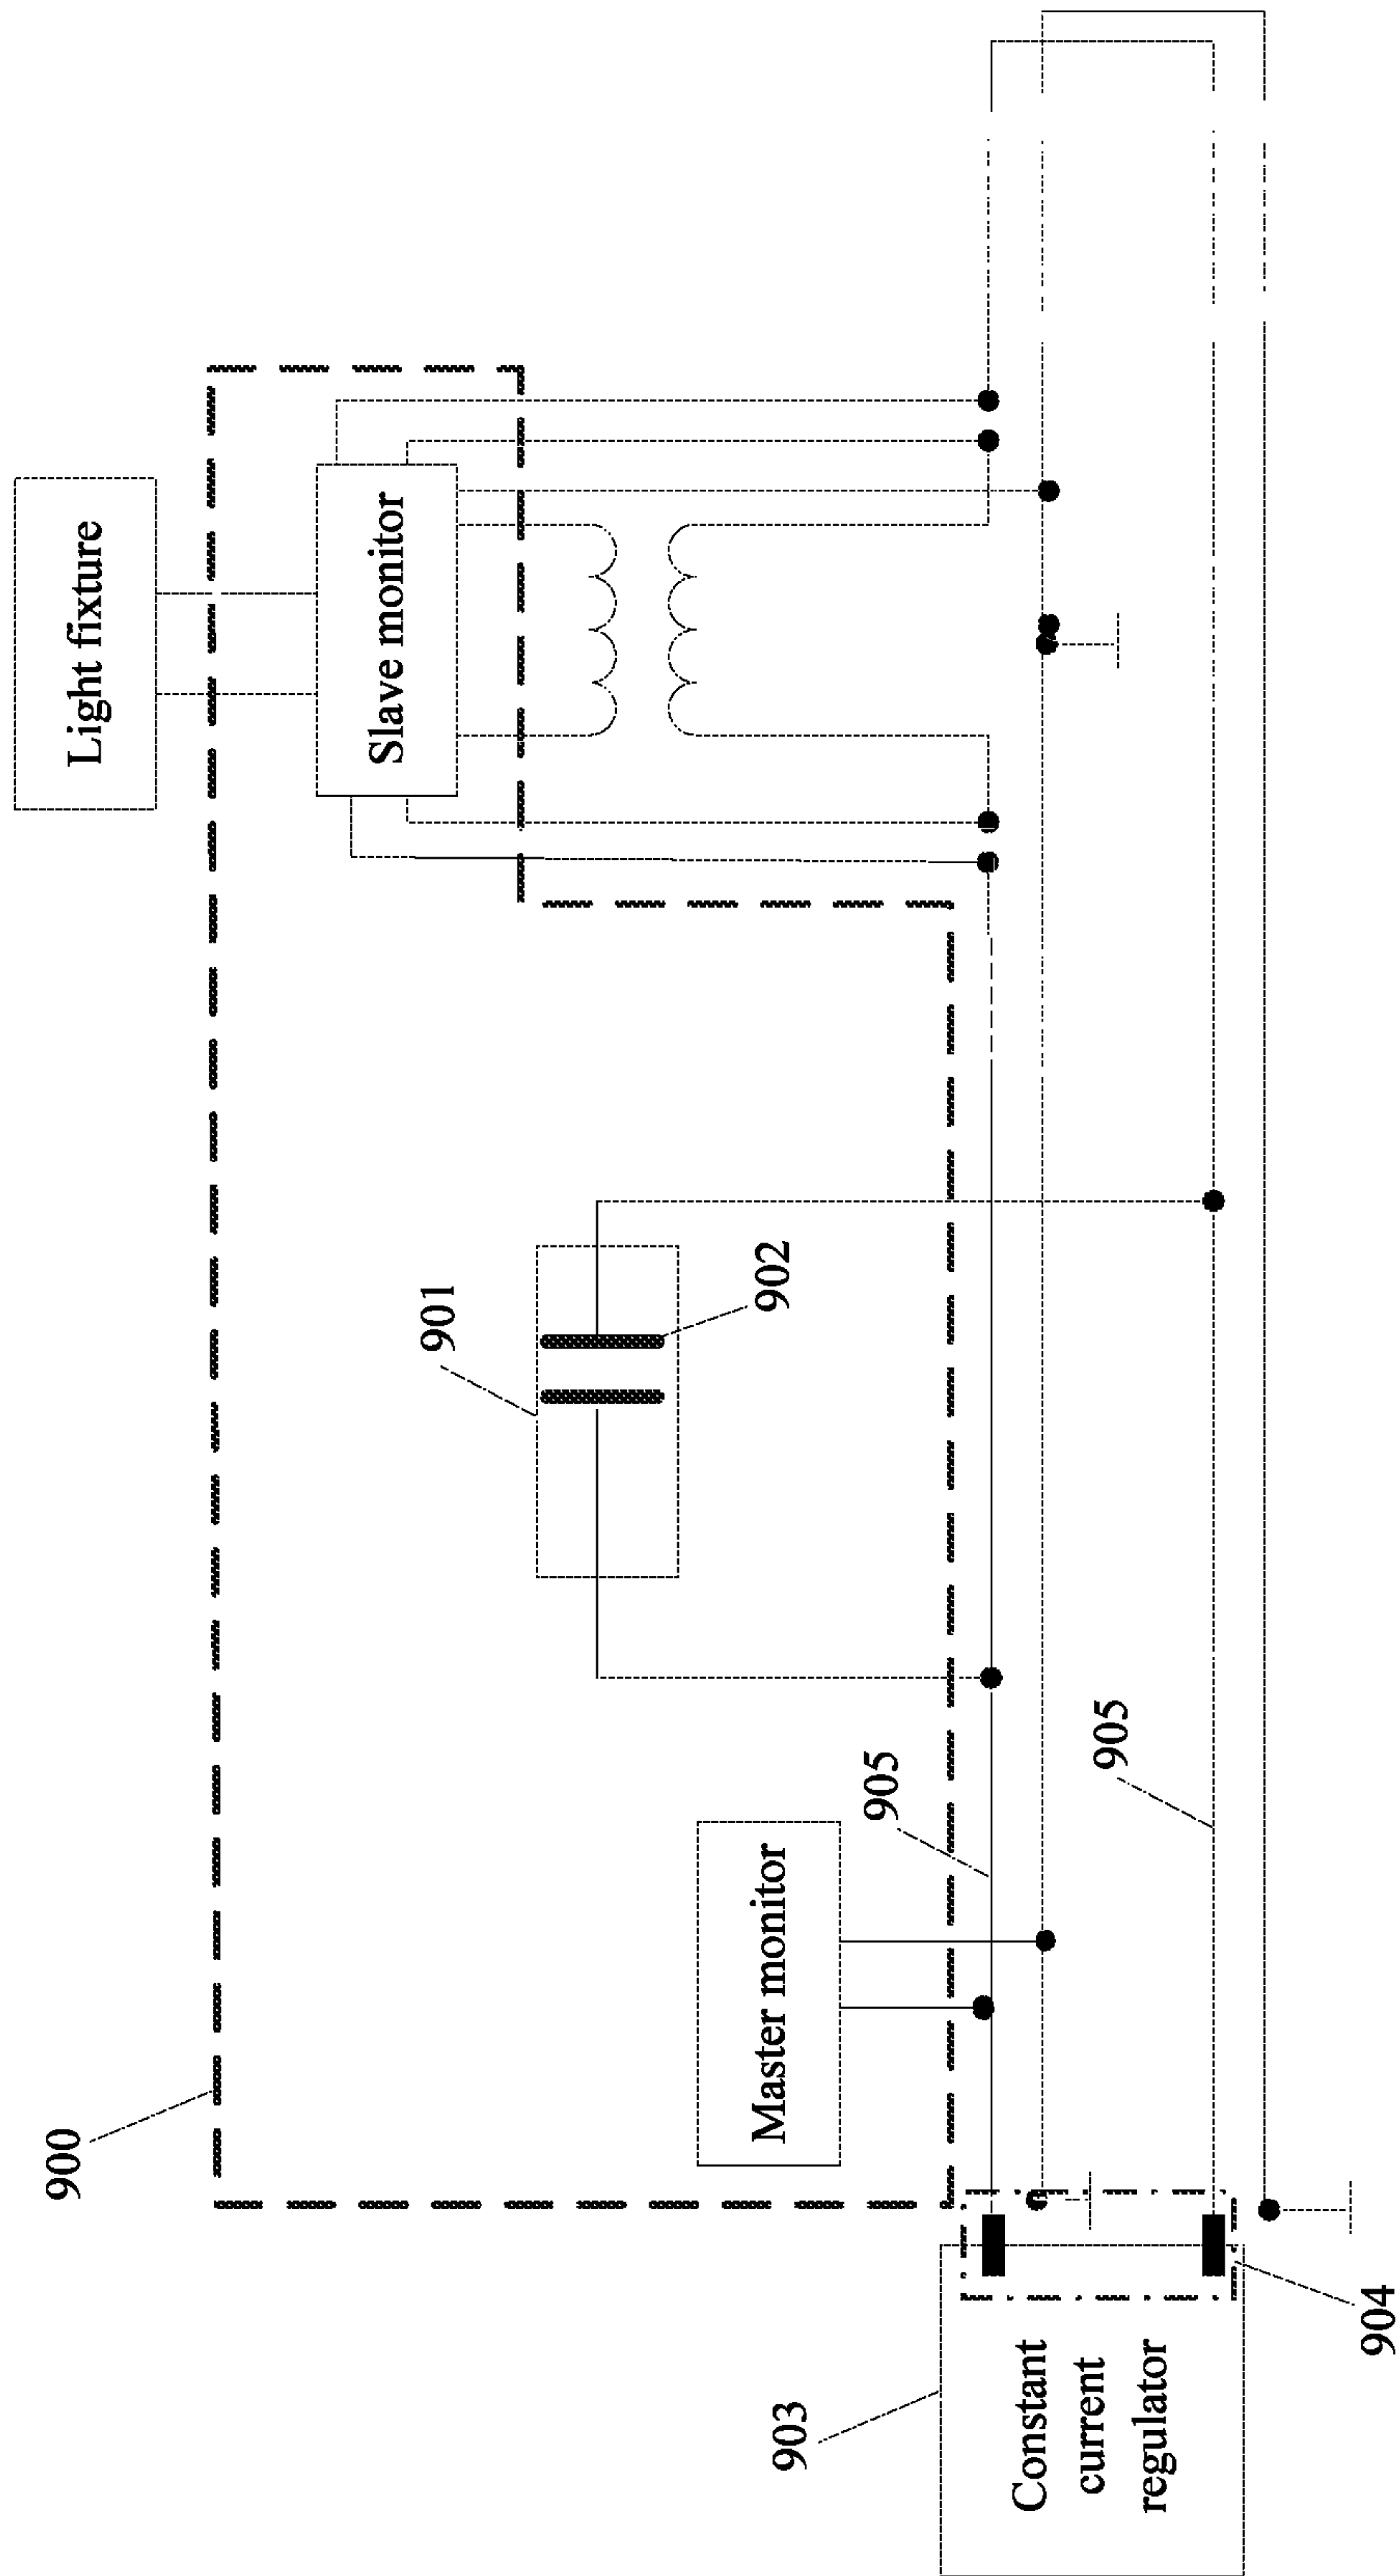 Light fixture
Slave monitor
900
901
902
Master monitor
905
905
903
Constant
current
regulator
904